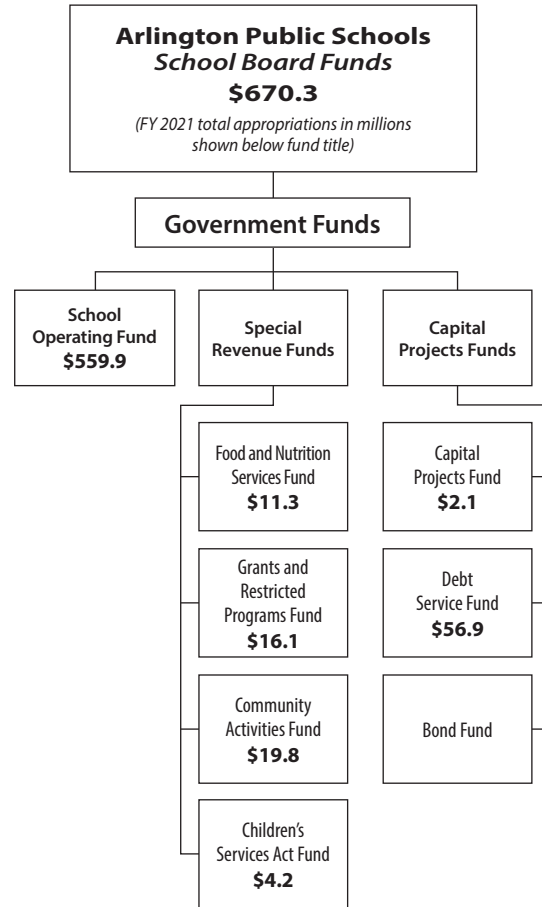 Arlington Public Schools
School Board Funds
$670.3
(FY 2021 total appropriations in millions
shown below fund title)
Government Funds
School
Operating Fund
$559.9
Special
Revenue Funds
Capital
Projects Funds
Food and Nutrition
Services Fund
$11.3
Capital
Projects Fund
$2.1
Grants and
Restricted
Programs Fund
$16.1
Debt
Service Fund
$56.9
Community
Activities Fund
$19.8
Bond Fund
Children's
Services Act Fund
$4.2